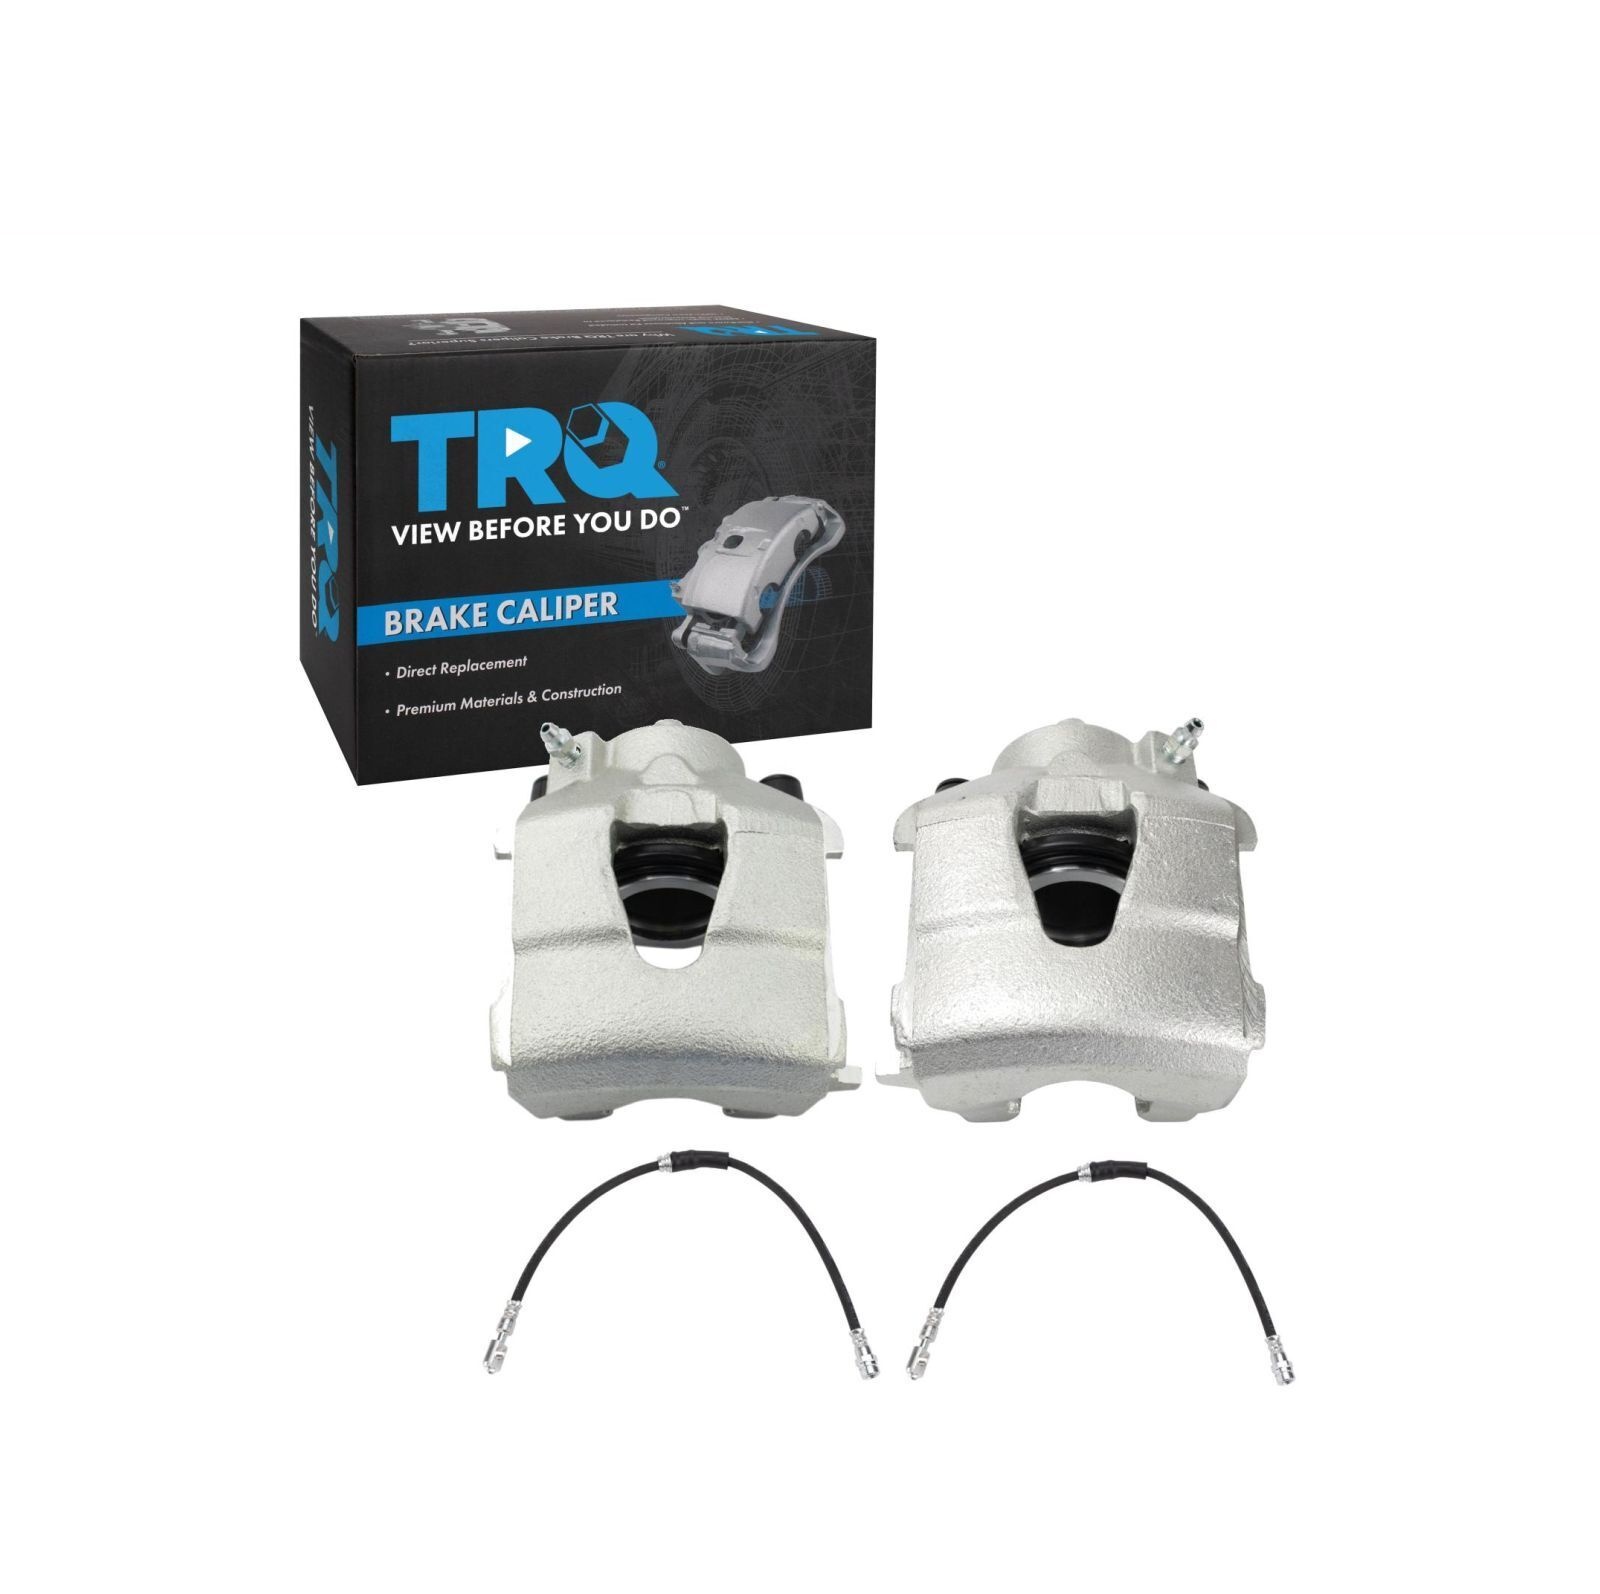 Why are TRQ Brake Calipers Superior?
TRQ
TRQ®
VIEW BEFORE YOU DO™
BRAKE CALIPER
• Direct Replacement
• Premium Materials & Construction
TRQ
VIEW BEFORE YOU DO